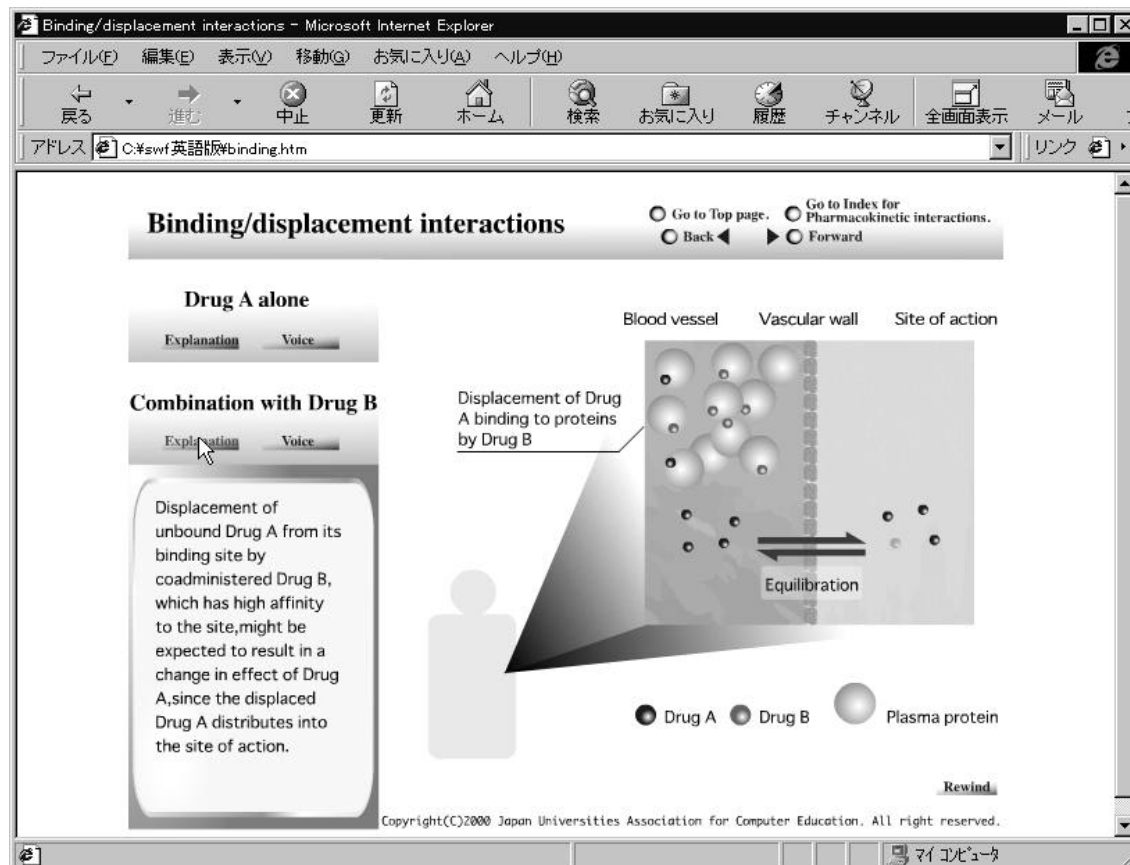 Binding/displacement interactions - Microsoft Internet Explorer
ファイル(F) 編集(E) 表示(V) 移動(G) お気に入り(A) ヘルプ(H)
戻る 進む 中止 更新 ホーム 検索 お気に入り 履歴 チャンネル 全画面表示 メール
アドレス C:¥swf英語版¥binding.htm リンク
Binding/displacement interactions
Go to Top page.
Go to Index for
Pharmacokinetic interactions.
Back
Forward
Drug A alone
Explanation Voice
Combination with Drug B
Explanation Voice
Displacement of
unbound Drug A from its
binding site by
coadministered Drug B,
which has high affinity
to the site,might be
expected to result in a
change in effect of Drug
A,since the displaced
Drug A distributes into
the site of action.
Blood vessel Vascular wall Site of action
Displacement of Drug
A binding to proteins
by Drug B
Equilibration
Drug A Drug B Plasma protein
Rewind
Copyright(C)2000 Japan Universities Association for Computer Education. All right reserved.
マイ コンピュータ